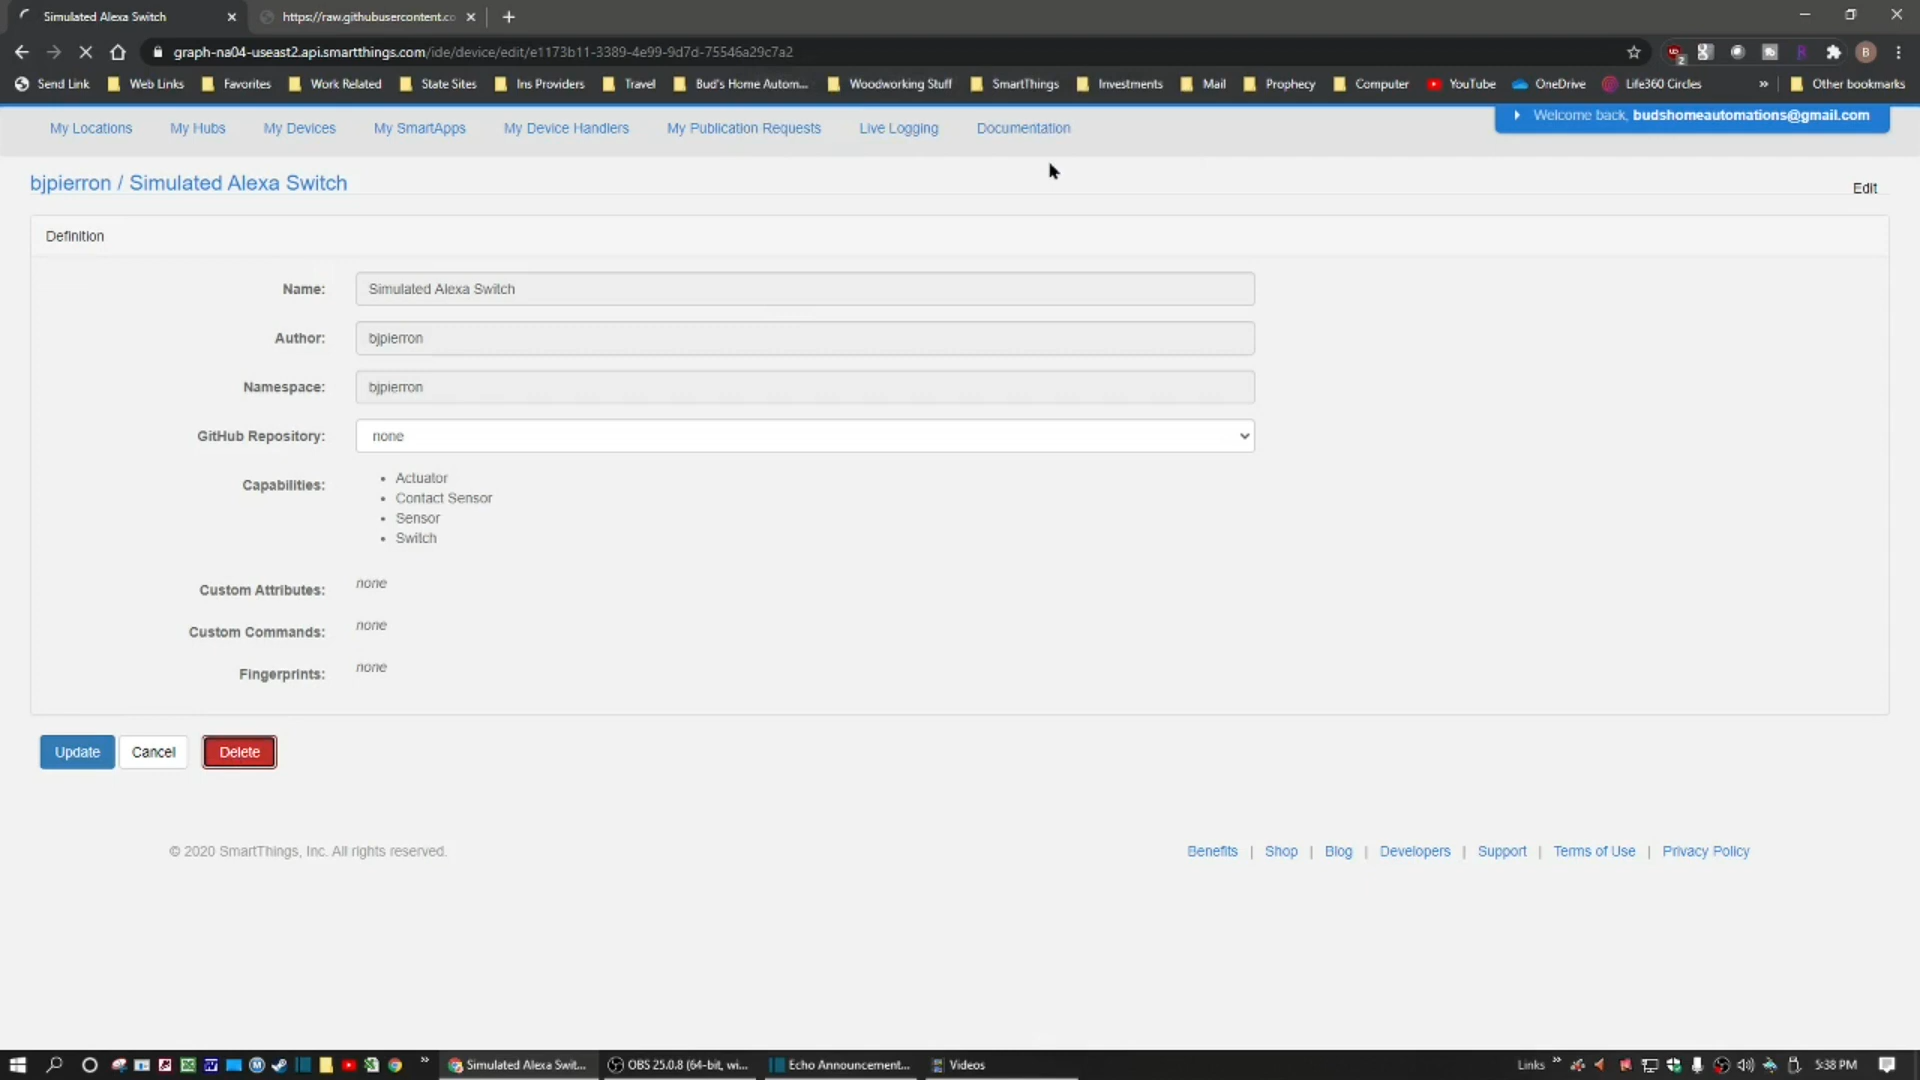 Simulated Alexa Switch
https://raw.githubusercontent.cc
graph-na04-useast2.api.smartthings.com/ide/device/edit/e1173b11-3389-4e99-9d7d-75546a29c7a2
Send Link Web Links Favorites Work Related State Sites Ins Providers Travel Bud's Home Autom... Woodworking Stuff SmartThings Investments Mail Prophecy Computer YouTube OneDrive Life360 Circles » Other bookmarks
My Locations My Hubs My Devices My SmartApps My Device Handlers My Publication Requests Live Logging Documentation
Welcome back, budshomeautomations@gmail.com
bjpierron / Simulated Alexa Switch
Edit
Definition
Name: Simulated Alexa Switch
Author: bjpierron
Namespace: bjpierron
GitHub Repository: none
Capabilities:
• Actuator
• Contact Sensor
• Sensor
• Switch
Custom Attributes: none
Custom Commands: none
Fingerprints: none
Update Cancel Delete
© 2020 SmartThings, Inc. All rights reserved.
Benefits | Shop | Blog | Developers | Support | Terms of Use | Privacy Policy
Simulated Alexa Swit... OBS 25.0.8 (64-bit, wi... Echo Announcement... Videos Links » 5:38 PM